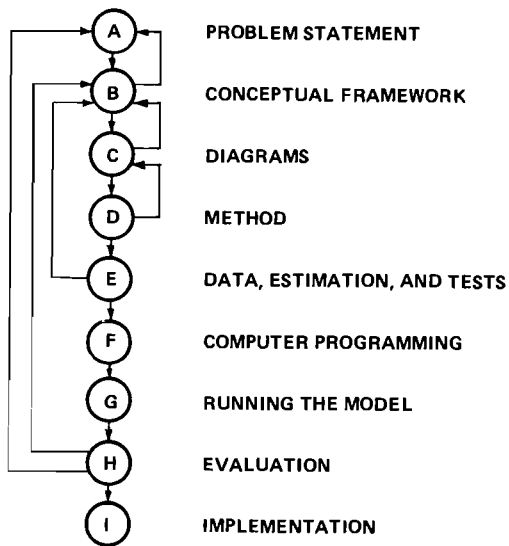 A PROBLEM STATEMENT
B CONCEPTUAL FRAMEWORK
C DIAGRAMS
D METHOD
E DATA, ESTIMATION, AND TESTS
F COMPUTER PROGRAMMING
G RUNNING THE MODEL
H EVALUATION
I IMPLEMENTATION